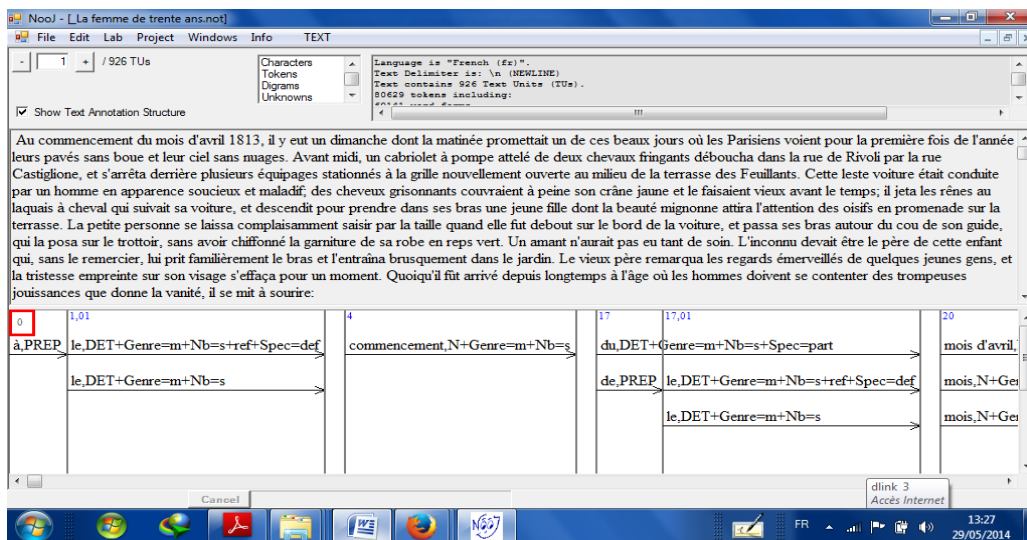 NooJ - [_La femme de trente ans.not]
File Edit Lab Project Windows Info TEXT
- 1 + / 926 TUs
Characters
Tokens
Digrams
Unknowns
Language is "French (fr)".
Text Delimiter is: \n (NEWLINE)
Text contains 926 Text Units (TUs).
80629 tokens including:
Show Text Annotation Structure
Au commencement du mois d'avril 1813, il y eut un dimanche dont la matinée promettait un de ces beaux jours où les Parisiens voient pour la première fois de l'année
leurs pavés sans boue et leur ciel sans nuages. Avant midi, un cabriolet à pompe attelé de deux chevaux fringants déboucha dans la rue de Rivoli par la rue
Castiglione, et s'arrêta derrière plusieurs équipages stationnés à la grille nouvellement ouverte au milieu de la terrasse des Feuillants. Cette leste voiture était conduite
par un homme en apparence soucieux et maladif; des cheveux grisonnants couvraient à peine son crâne jaune et le faisaient vieux avant le temps; il jeta les rênes au
laquais à cheval qui suivait sa voiture, et descendit pour prendre dans ses bras une jeune fille dont la beauté mignonne attira l'attention des oisifs en promenade sur la
terrasse. La petite personne se laissa complaisamment saisir par la taille quand elle fut debout sur le bord de la voiture, et passa ses bras autour du cou de son guide,
qui la posa sur le trottoir, sans avoir chiffonné la garniture de sa robe en reps vert. Un amant n'aurait pas eu tant de soin. L'inconnu devait être le père de cette enfant
qui, sans le remercier, lui prit familièrement le bras et l'entraîna brusquement dans le jardin. Le vieux père remarqua les regards émerveillés de quelques jeunes gens, et
la tristesse empreinte sur son visage s'effaça pour un moment. Quoiqu'il fût arrivé depuis longtemps à l'âge où les hommes doivent se contenter des trompeuses
jouissances que donne la vanité, il se mit à sourire:
0 1,01 4 17 17,01 20
à,PREP le,DET+Genre=m+Nb=s+ref+Spec=def commencement,N+Genre=m+Nb=s du,DET+Genre=m+Nb=s+Spec=part mois d'avril,
le,DET+Genre=m+Nb=s de,PREP le,DET+Genre=m+Nb=s+ref+Spec=def mois,N+Ge
le,DET+Genre=m+Nb=s mois,N+Ge
Cancel
dlink 3
Accès Internet
W NooJ FR 13:27
29/05/2014